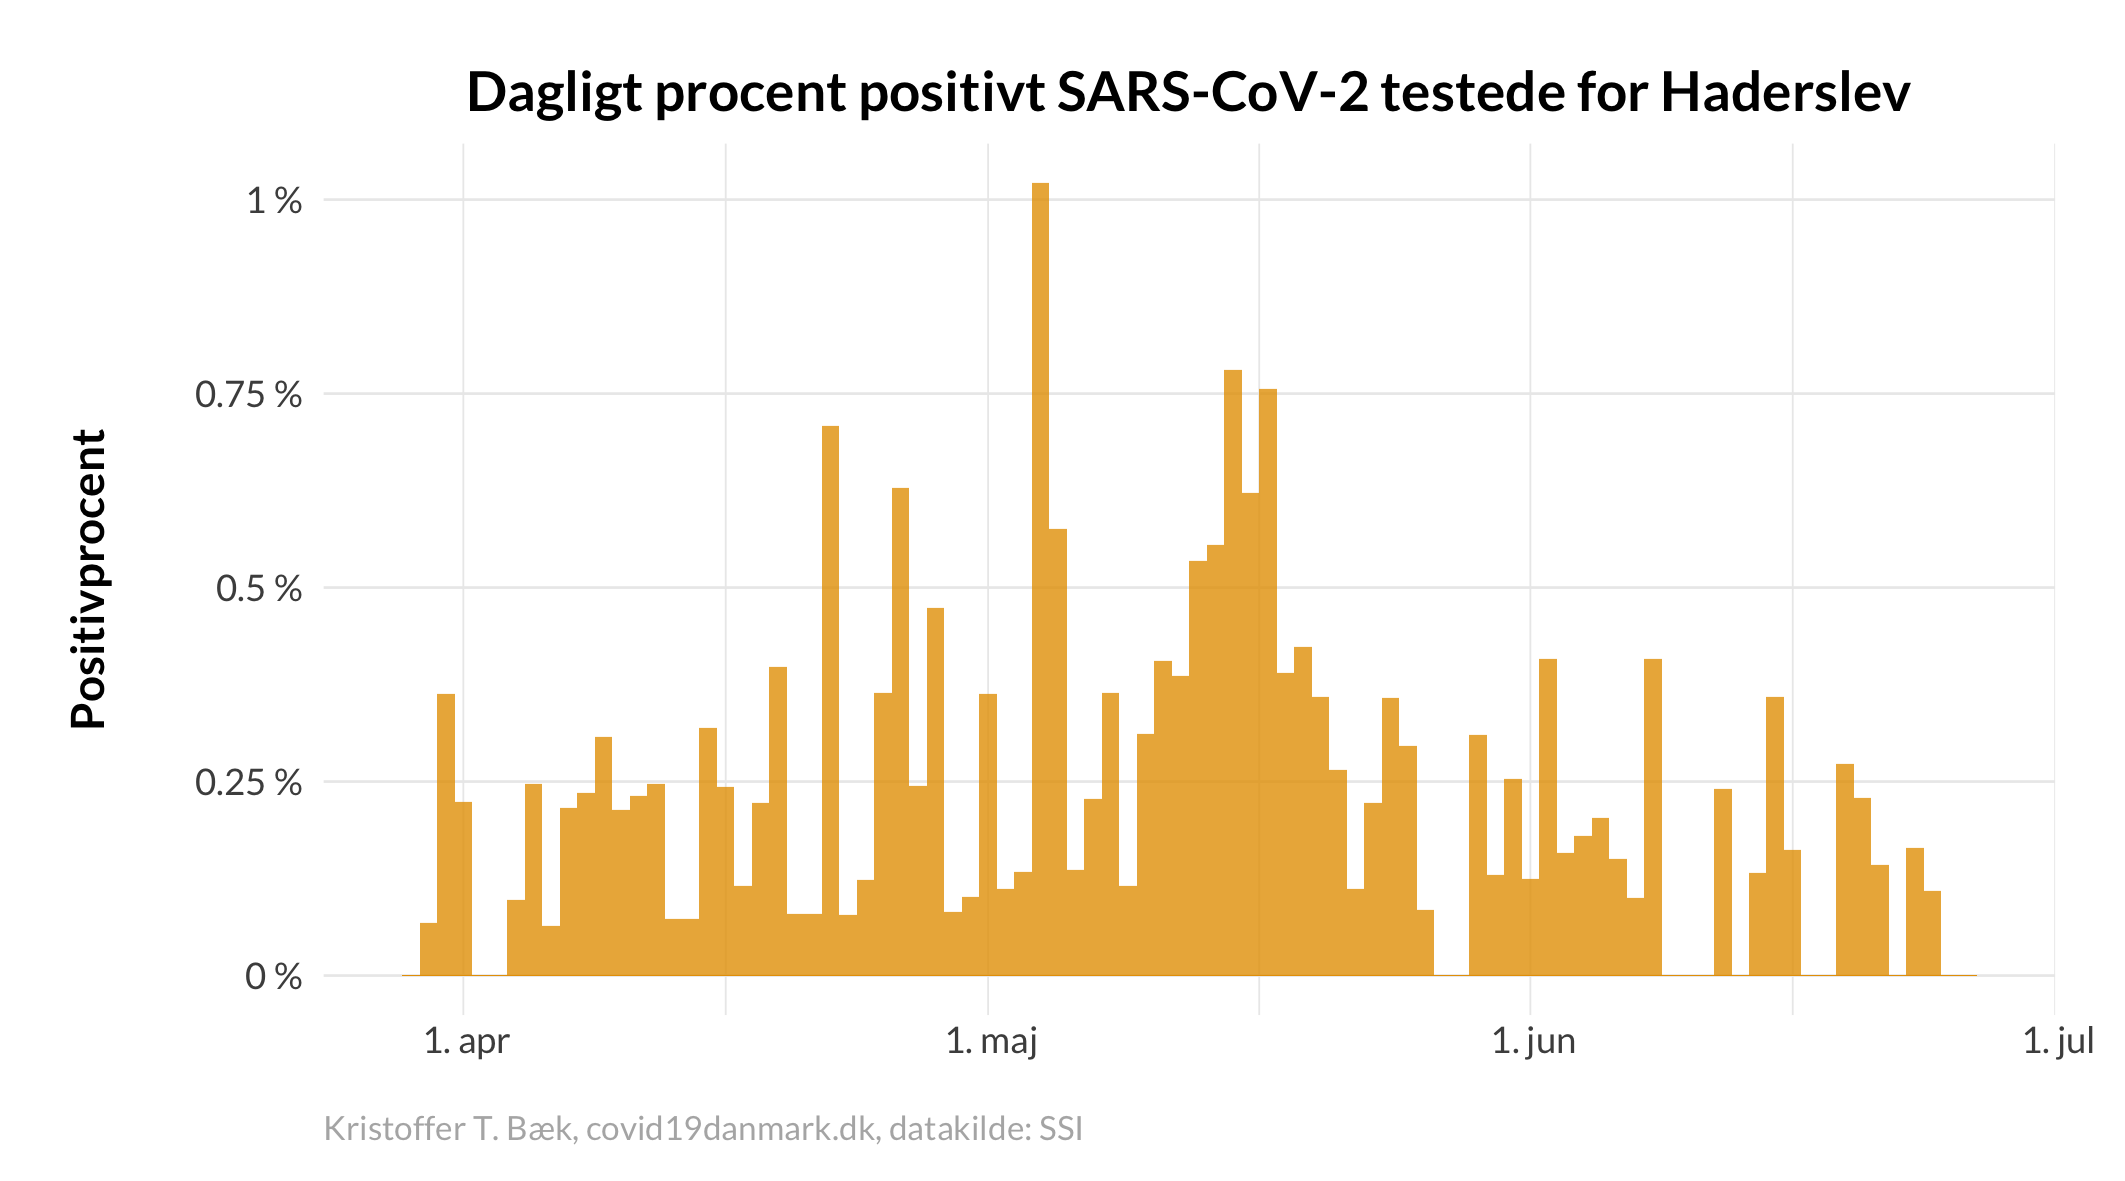 Dagligt procent positivt SARS-CoV-2 testede for Haderslev
Positivprocent
1 %
0.75 %
0.5 %
0.25 %
0 %
1. apr
1. maj
1. jun
1. jul
Kristoffer T. Bæk, covid19danmark.dk, datakilde: SSI